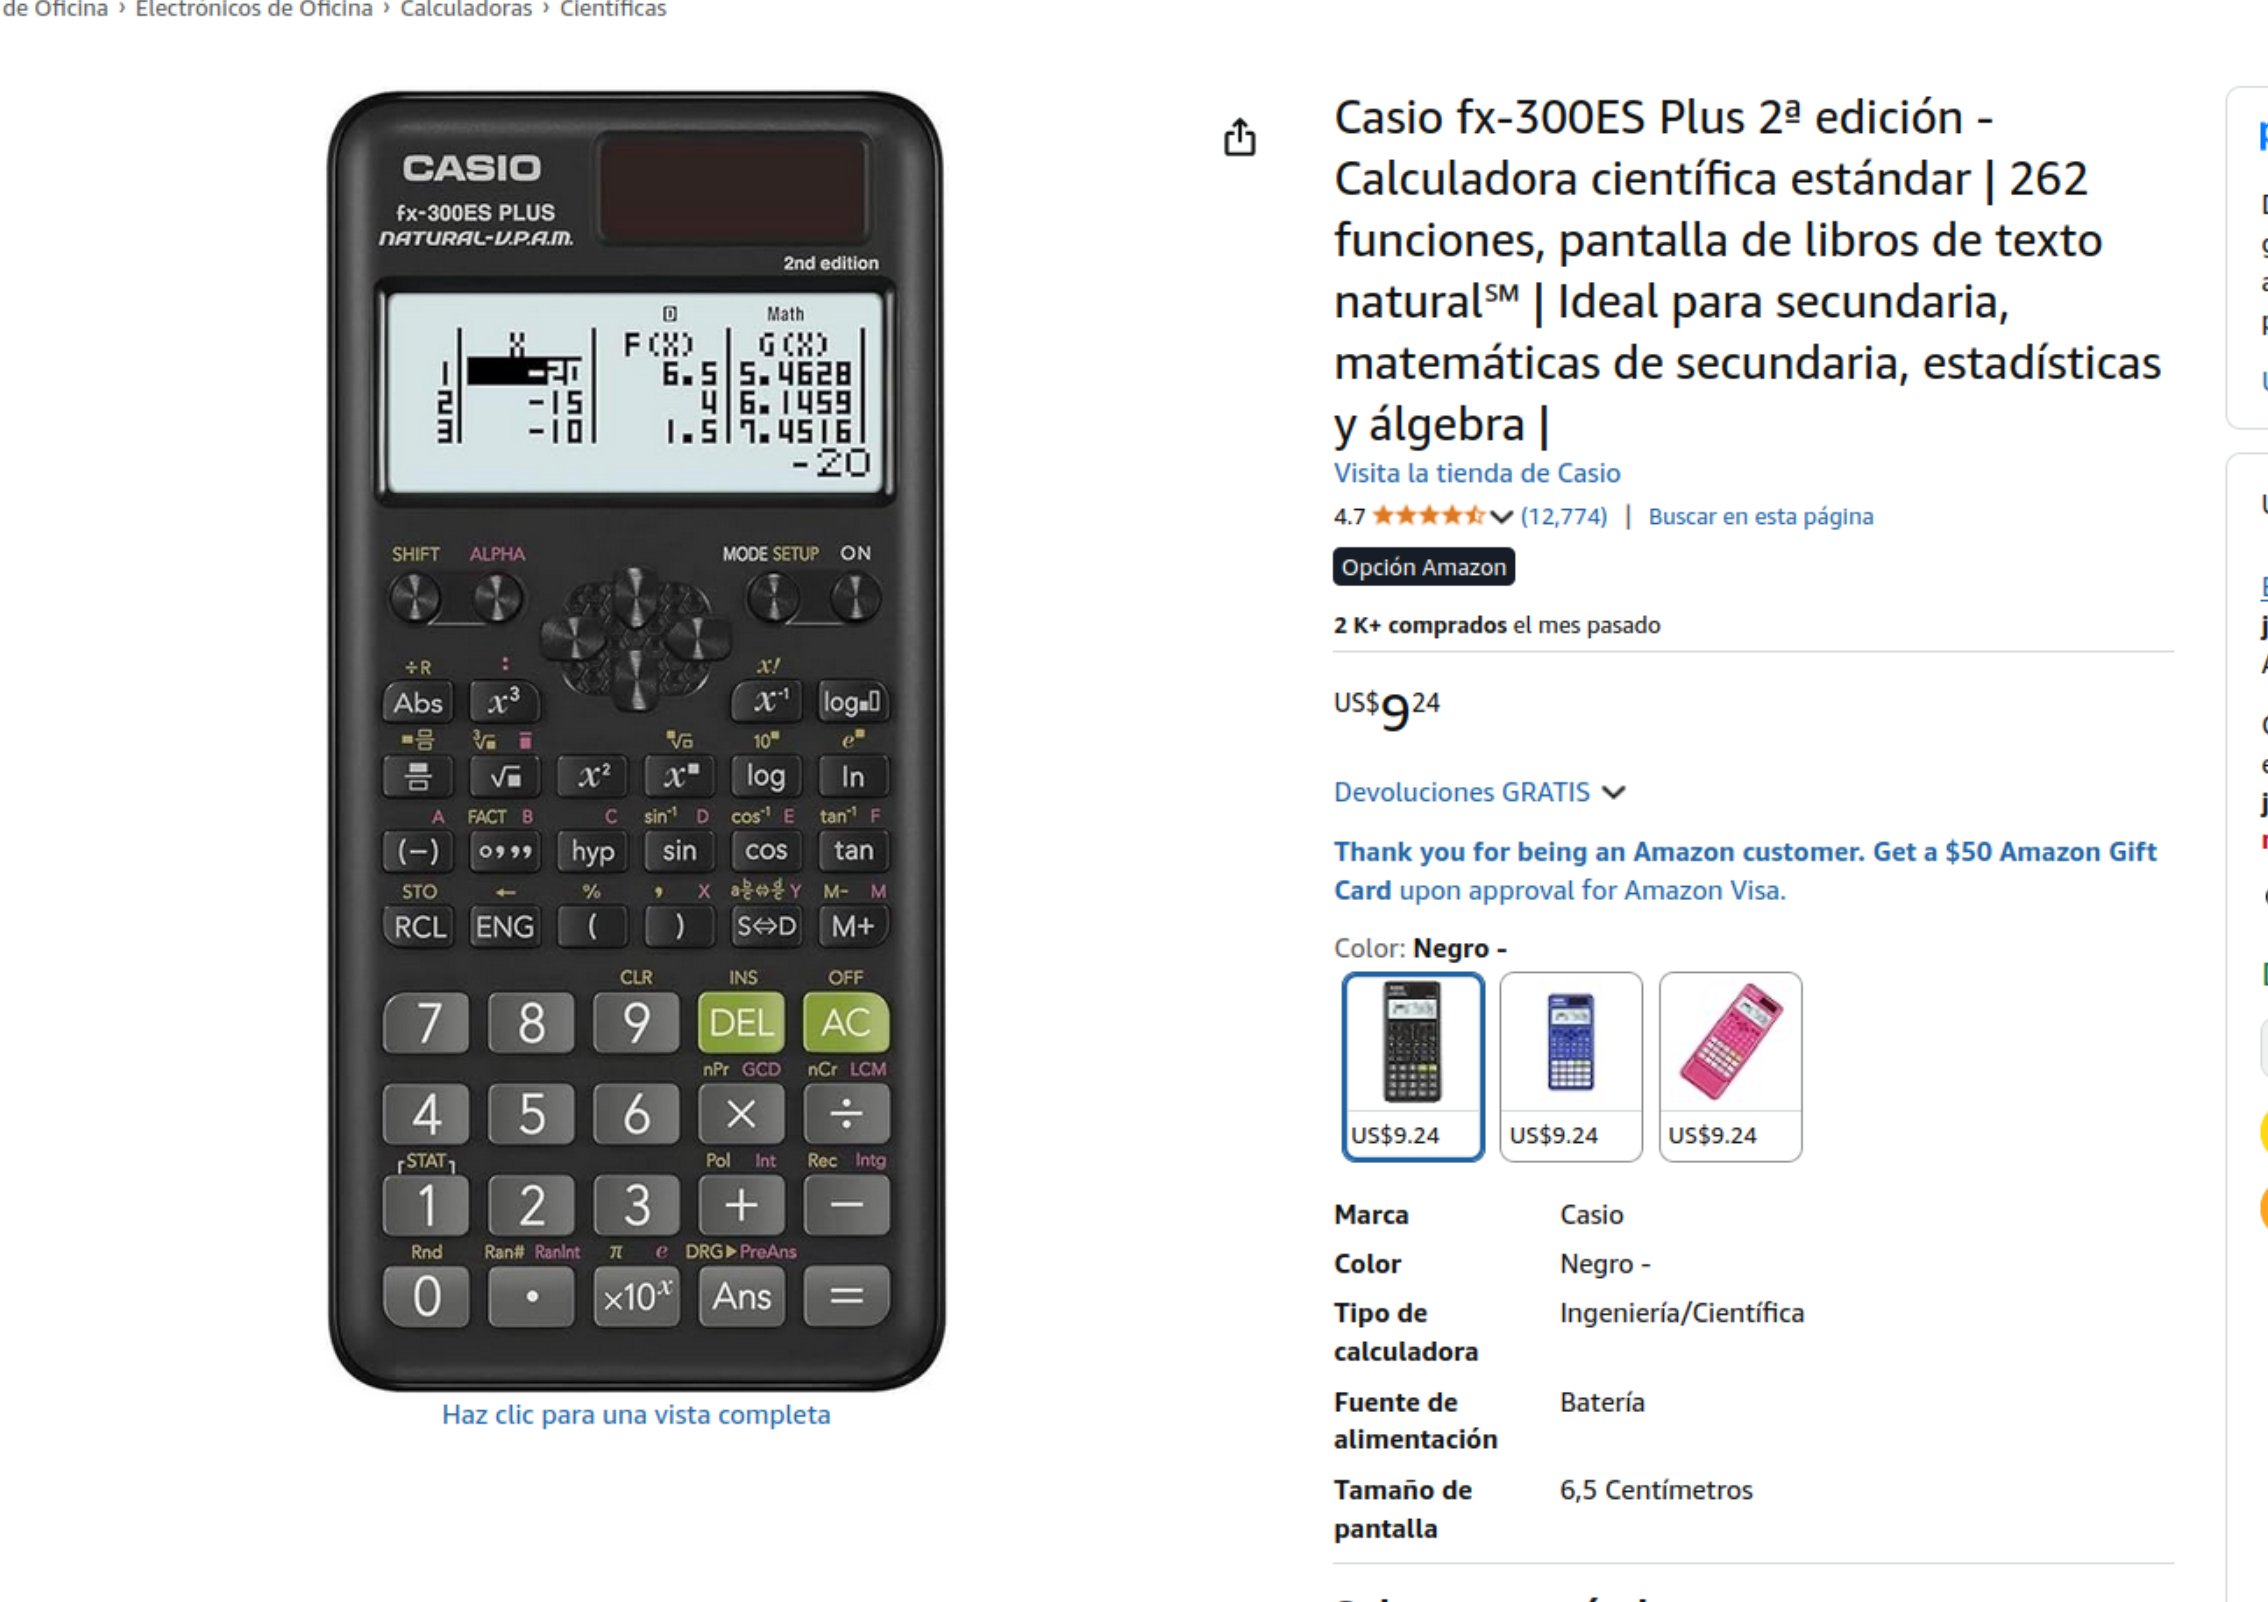 de Oficina › Electrónicos de Oficina › Calculadoras › Científicas
CASIO
fx-300ES PLUS
NATURAL-V.P.A.M.
2nd edition
D Math
X F(X) G(X)
1 6.5 5.4628
2 -15 4 6.1459
3 -10 1.5 7.4516
-20
SHIFT ALPHA MODE SETUP ON
÷R : x!
Abs x³ x⁻¹ log■□
■
³√■ ■ ■√□ 10■ e■
√■ x² x■ log ln
A FACT B C sin⁻¹ D cos⁻¹ E tan⁻¹ F
(−) °,,, hyp sin cos tan
STO ← % , X a b/c⇔d/c Y M− M
RCL ENG ( ) S⇔D M+
CLR INS OFF
7 8 9 DEL AC
nPr GCD nCr LCM
4 5 6 × ÷
STAT Pol Int Rec Intg
1 2 3 + −
Rnd Ran# RanInt π e DRG▶ PreAns
0 • ×10ˣ Ans =
Haz clic para una vista completa
Casio fx-300ES Plus 2ª edición -
Calculadora científica estándar | 262
funciones, pantalla de libros de texto
natural℠ | Ideal para secundaria,
matemáticas de secundaria, estadísticas
y álgebra |
Visita la tienda de Casio
4.7 (12,774) | Buscar en esta página
Opción Amazon
2 K+ comprados el mes pasado
US$9 24
Devoluciones GRATIS
Thank you for being an Amazon customer. Get a $50 Amazon Gift
Card upon approval for Amazon Visa.
Color: Negro -
US$9.24 US$9.24 US$9.24
Marca Casio
Color Negro -
Tipo de Ingeniería/Científica
calculadora
Fuente de Batería
alimentación
Tamaño de 6,5 Centímetros
pantalla